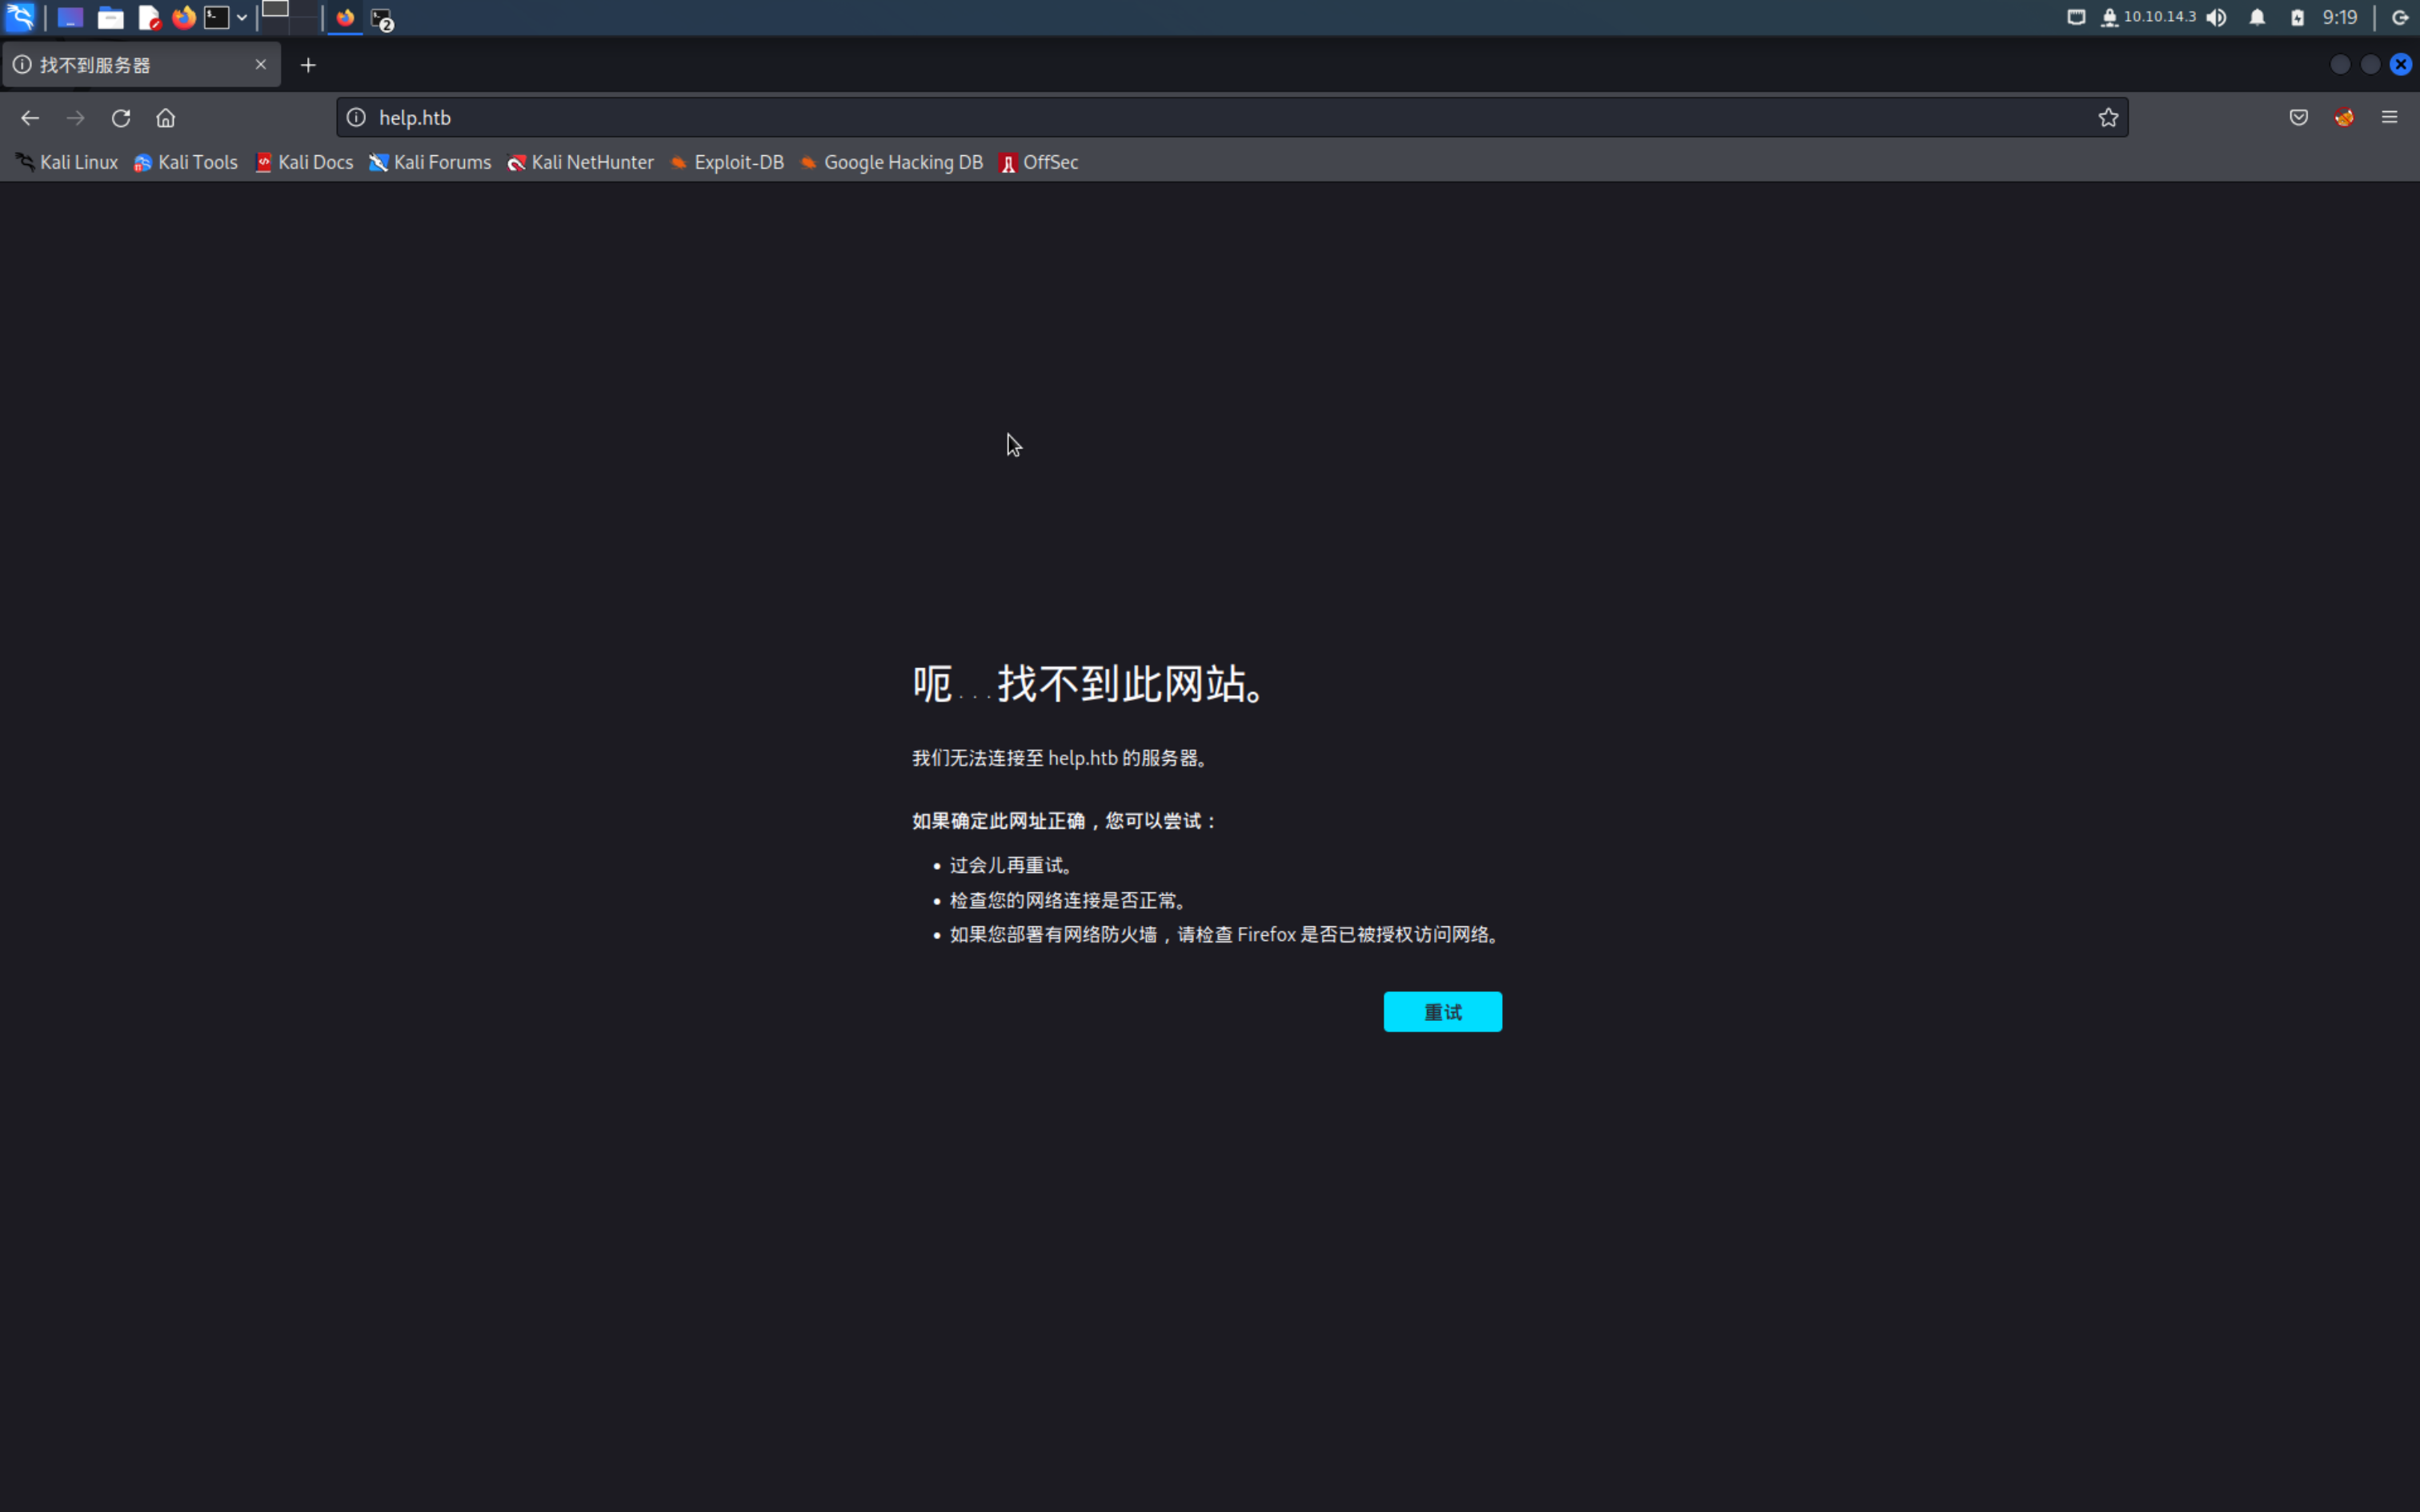 10.10.14.3 9:19
2
找不到服务器
help.htb
Kali Linux Kali Tools Kali Docs Kali Forums Kali NetHunter Exploit-DB Google Hacking DB OffSec
呃...找不到此网站。
我们无法连接至 help.htb 的服务器。
如果确定此网址正确，您可以尝试：
• 过会儿再重试。
• 检查您的网络连接是否正常。
• 如果您部署有网络防火墙，请检查 Firefox 是否已被授权访问网络。
重试